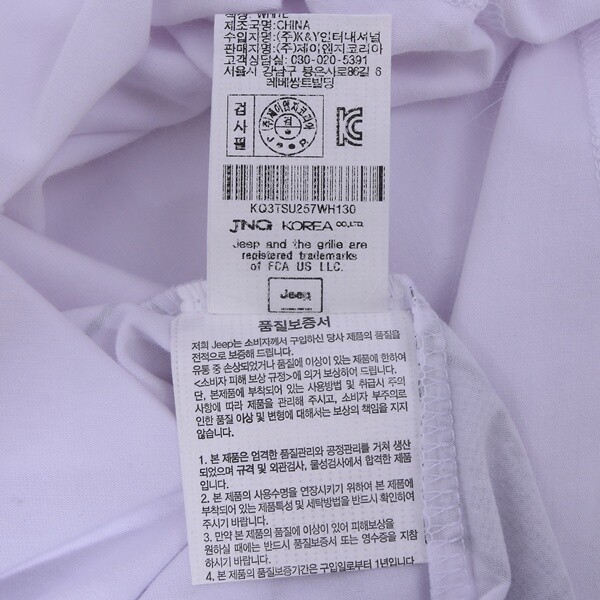 색상: WHITE
제조국명:CHINA
수입자명: (주)K&Y인터내셔널
판매자명: (주)제이엔지코리아
고객상담실: 030-020-5391
서울시 강남구 봉은사로86길 6
레베쌍트빌딩
검사필
(주)제이엔지코리아
검
JeeP.
KQ3TSU257WH130
JNG KOREA CO.,LTD.
Jeep and the grille are
registered trademarks
of FCA US LLC.
Jeep
품질보증서
저희 Jeep는 소비자께서 구입하신 당사 제품의 품질을
전적으로 보증해 드립니다.
유통 중 손상되었거나 품질에 이상이 있는 제품에 한하여
<소비자 피해 보상 규정>에 의거 보상하여 드립니다.
단, 본제품에 부착되어 있는 사용방법 및 취급시 주의
사항에 따라 제품을 관리해 주시고, 소비자 부주의로
인한 품질 이상 및 변형에 대해서는 보상의 책임을 지지
않습니다.
1. 본 제품은 엄격한 품질관리와 공정관리를 거쳐 생산
되었으며 규격 및 외관검사, 물성검사에서 합격한 제품
입니다.
2. 본 제품의 사용수명을 연장시키기 위하여 본 제품에
부착되어 있는 제품특성 및 세탁방법을 반드시 확인하여
주시기 바랍니다.
3. 만약 본 제품의 품질에 이상이 있어 피해보상을
원하실 때에는 반드시 품질보증서 또는 영수증을 지참
하시기 바랍니다.
4. 본 제품의 품질보증기간은 구입일로부터 1년입니다